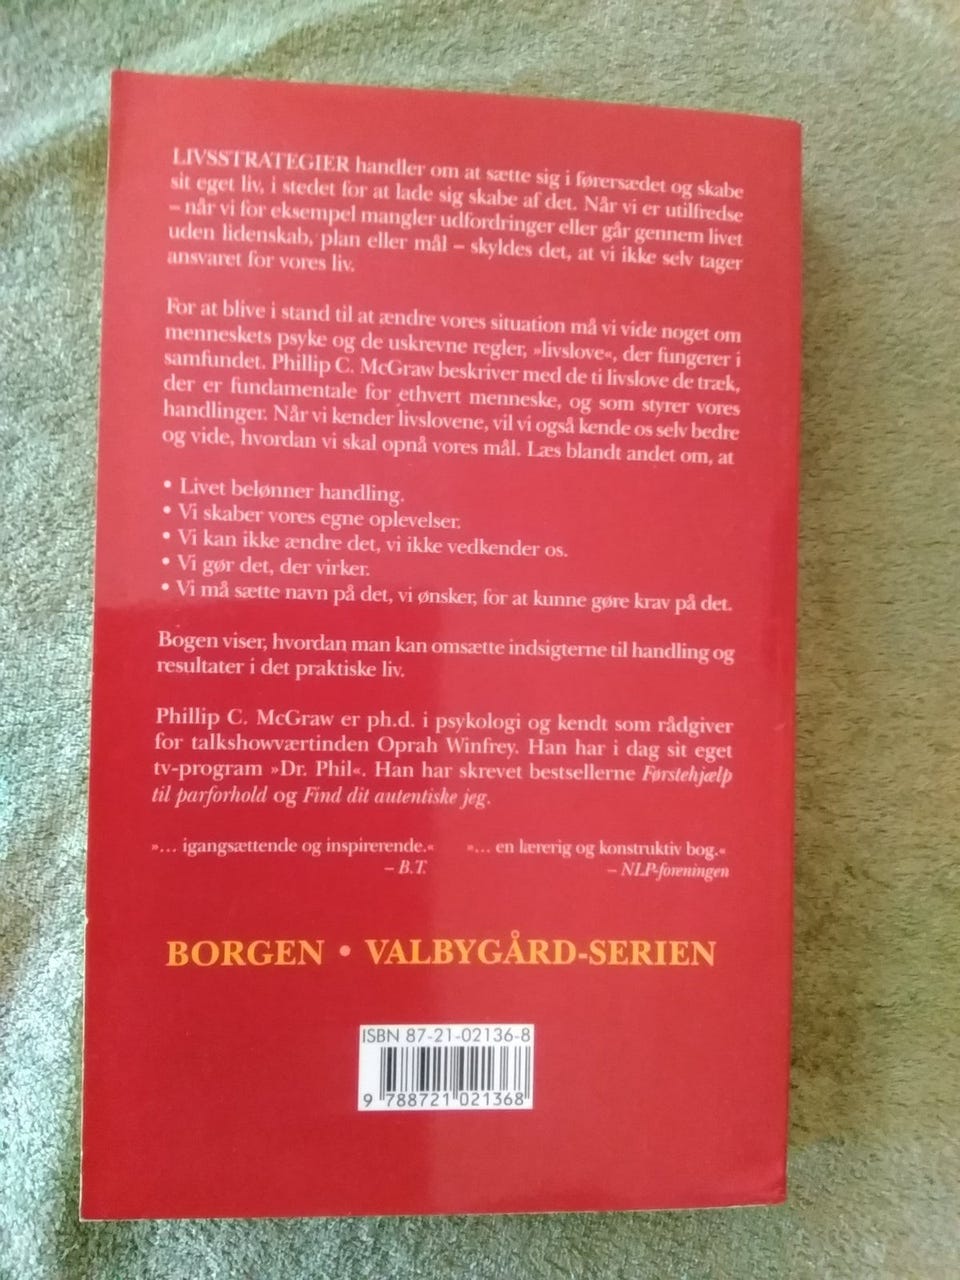 LIVSSTRATEGIER handler om at sætte sig i førersædet og skabe
sit eget liv, i stedet for at lade sig skabe af det. Når vi er utilfredse
– når vi for eksempel mangler udfordringer eller går gennem livet
uden lidenskab, plan eller mål – skyldes det, at vi ikke selv tager
ansvaret for vores liv.
For at blive i stand til at ændre vores situation må vi vide noget om
menneskets psyke og de uskrevne regler, »livslove«, der fungerer i
samfundet. Phillip C. McGraw beskriver med de ti livslove de træk,
der er fundamentale for ethvert menneske, og som styrer vores
handlinger. Når vi kender livslovene, vil vi også kende os selv bedre
og vide, hvordan vi skal opnå vores mål. Læs blandt andet om, at
• Livet belønner handling.
• Vi skaber vores egne oplevelser.
• Vi kan ikke ændre det, vi ikke vedkender os.
• Vi gør det, der virker.
• Vi må sætte navn på det, vi ønsker, for at kunne gøre krav på det.
Bogen viser, hvordan man kan omsætte indsigterne til handling og
resultater i det praktiske liv.
Phillip C. McGraw er ph.d. i psykologi og kendt som rådgiver
for talkshowværtinden Oprah Winfrey. Han har i dag sit eget
tv-program »Dr. Phil«. Han har skrevet bestsellerne Førstehjælp
til parforhold og Find dit autentiske jeg.
»... igangsættende og inspirerende.«
– B.T.
»... en lærerig og konstruktiv bog.«
– NLP-foreningen
BORGEN • VALBYGÅRD-SERIEN
ISBN 87-21-02136-8
9 788721 021368